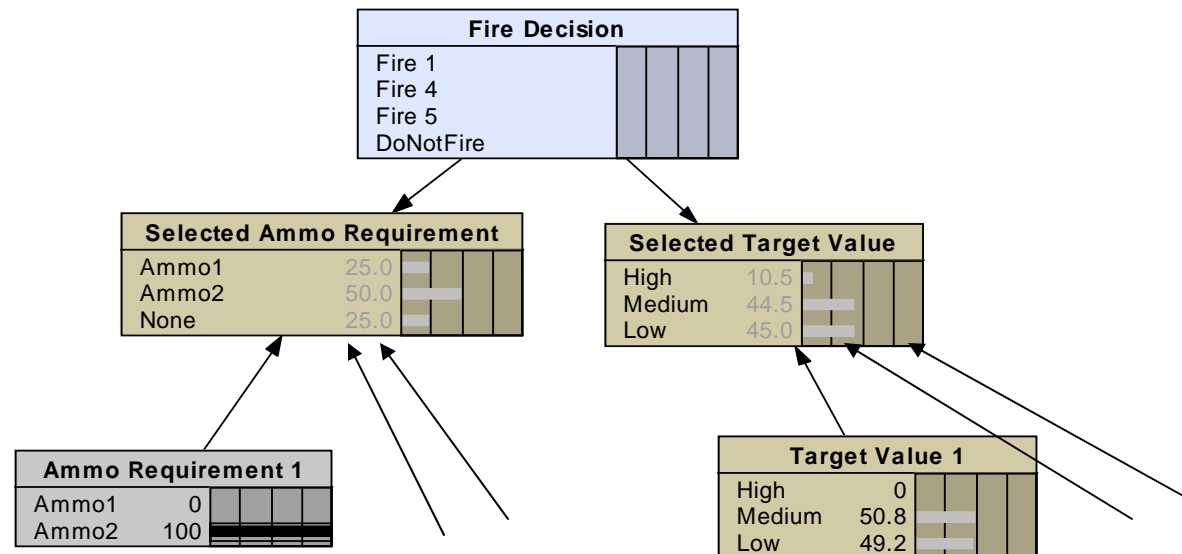 Fire Decision
Fire 1
Fire 4
Fire 5
DoNotFire
Selected Ammo Requirement
Ammo1 25.0
Ammo2 50.0
None 25.0
Selected Target Value
High 10.5
Medium 44.5
Low 45.0
Ammo Requirement 1
Ammo1 0
Ammo2 100
Target Value 1
High 0
Medium 50.8
Low 49.2